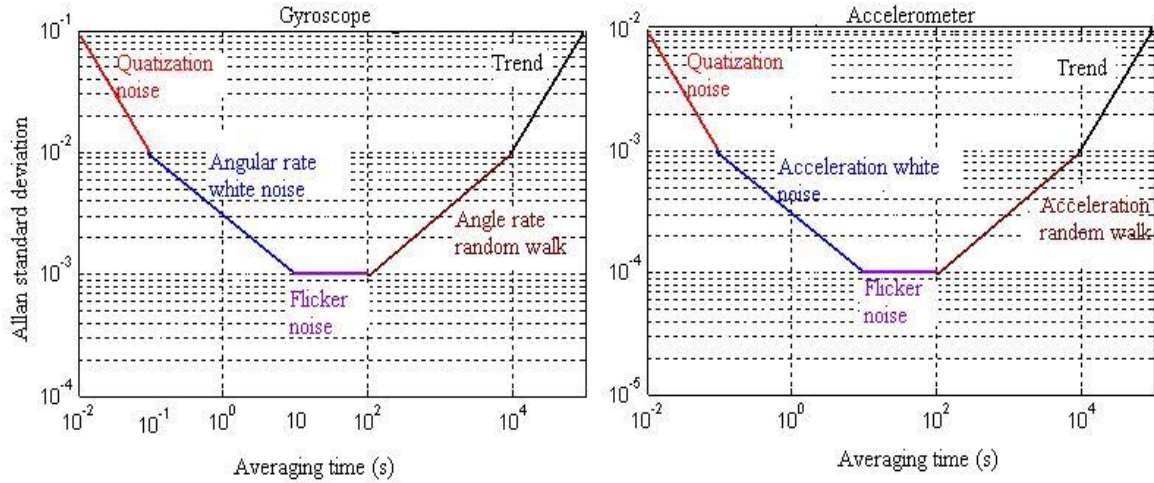 Gyroscope
10^-1
Quatization
noise
Trend
10^-2
Angular rate
white noise
Angle rate
random walk
10^-3
Flicker
noise
10^-4
Allan standard deviation
10^-2
10^-1
10^0
10
10^2
10^4
Averaging time (s)
Accelerometer
10^-2
Quatization
noise
Trend
10^-3
Acceleration white
noise
Acceleration
random walk
10^-4
Flicker
noise
10^-5
10^-2
10^0
10^2
10^4
Averaging time (s)